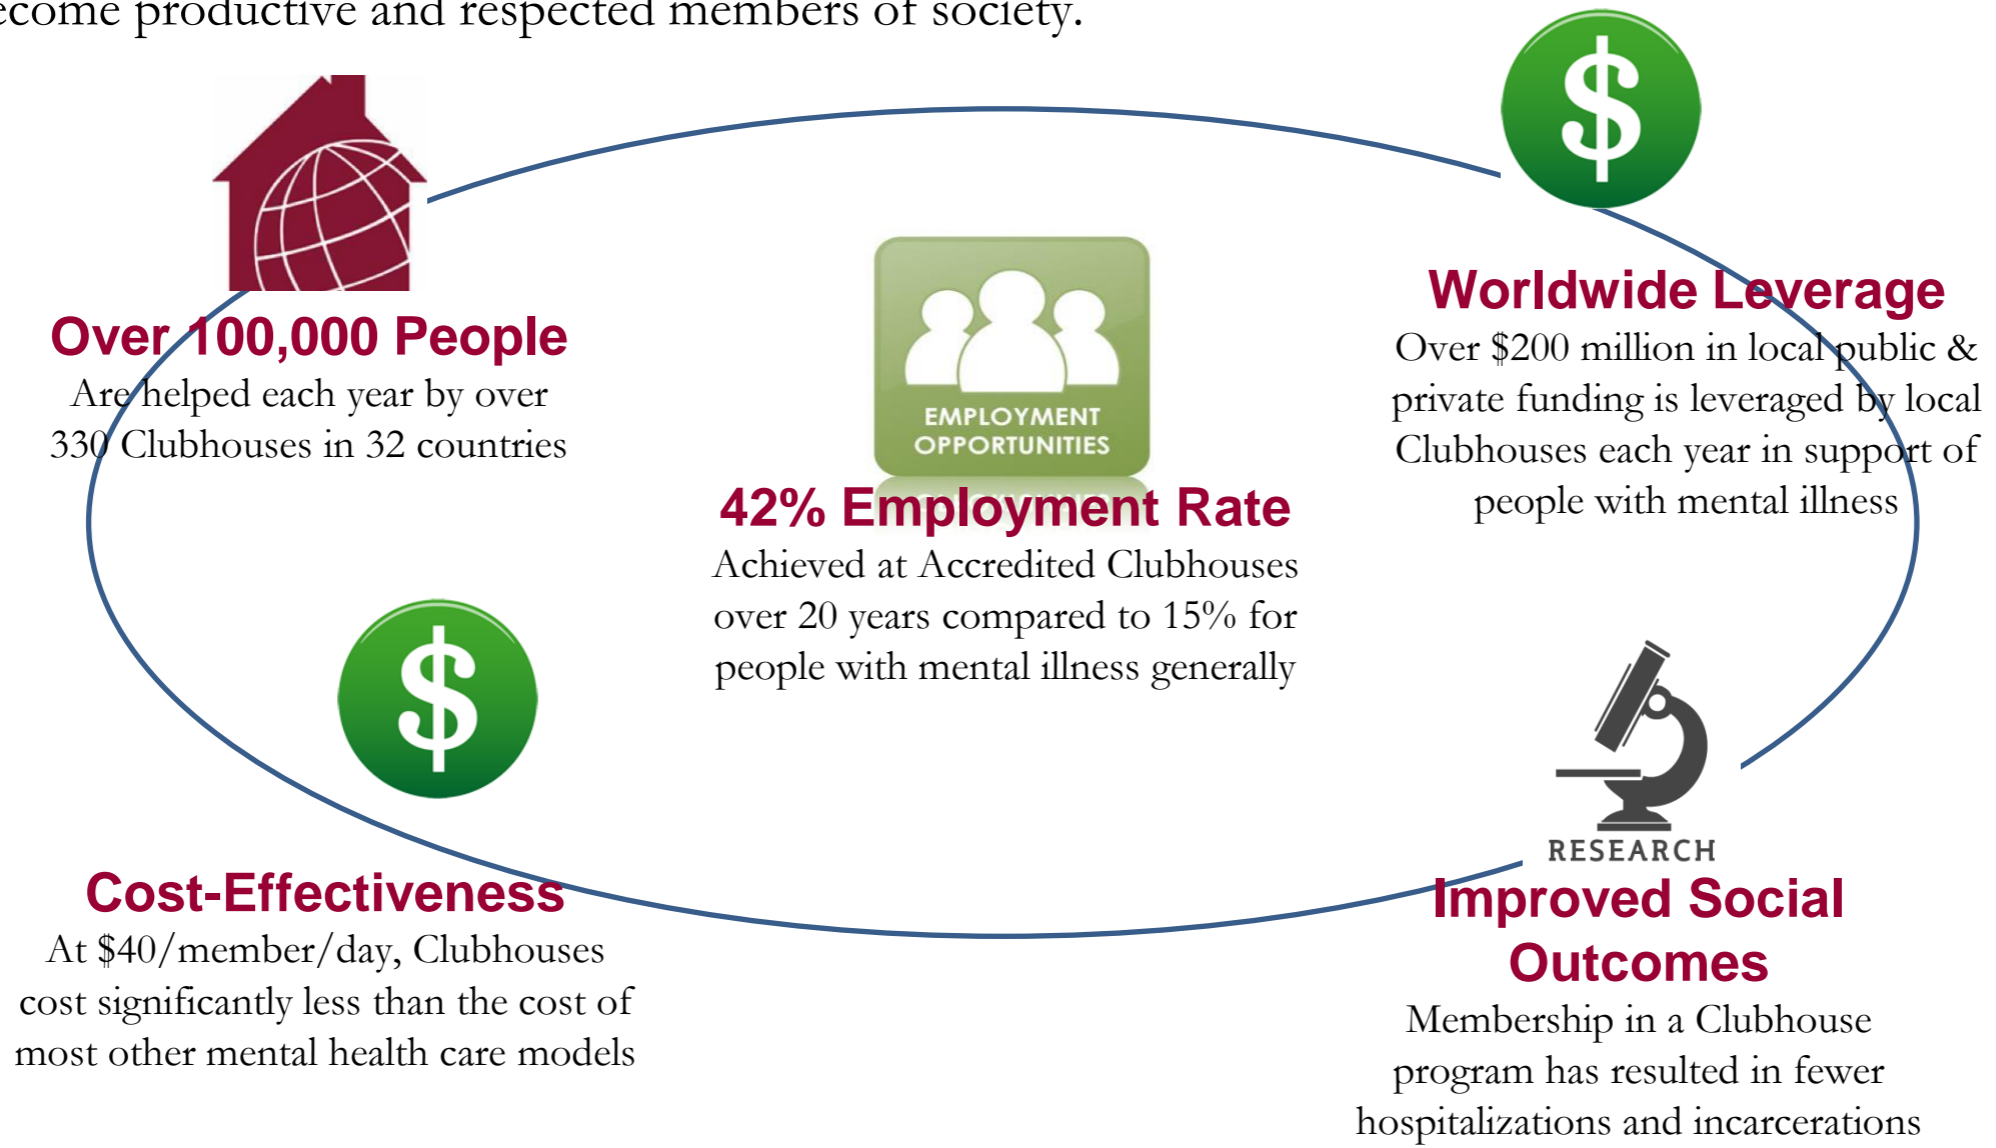 become productive and respected members of society.
Over 100,000 People
Are helped each year by over
330 Clubhouses in 32 countries
EMPLOYMENT
OPPORTUNITIES
42% Employment Rate
Achieved at Accredited Clubhouses
over 20 years compared to 15% for
people with mental illness generally
Worldwide Leverage
Over $200 million in local public &
private funding is leveraged by local
Clubhouses each year in support of
people with mental illness
$
$
Cost-Effectiveness
At $40/member/day, Clubhouses
cost significantly less than the cost of
most other mental health care models
RESEARCH
Improved Social
Outcomes
Membership in a Clubhouse
program has resulted in fewer
hospitalizations and incarcerations